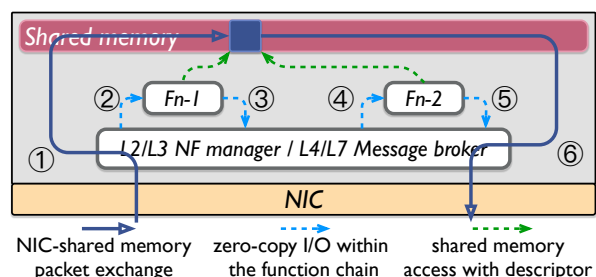 Shared memory
② Fn-1 ③ ④ Fn-2 ⑤
① L2/L3 NF manager / L4/L7 Message broker ⑥
NIC
NIC-shared memory
packet exchange
zero-copy I/O within
the function chain
shared memory
access with descriptor